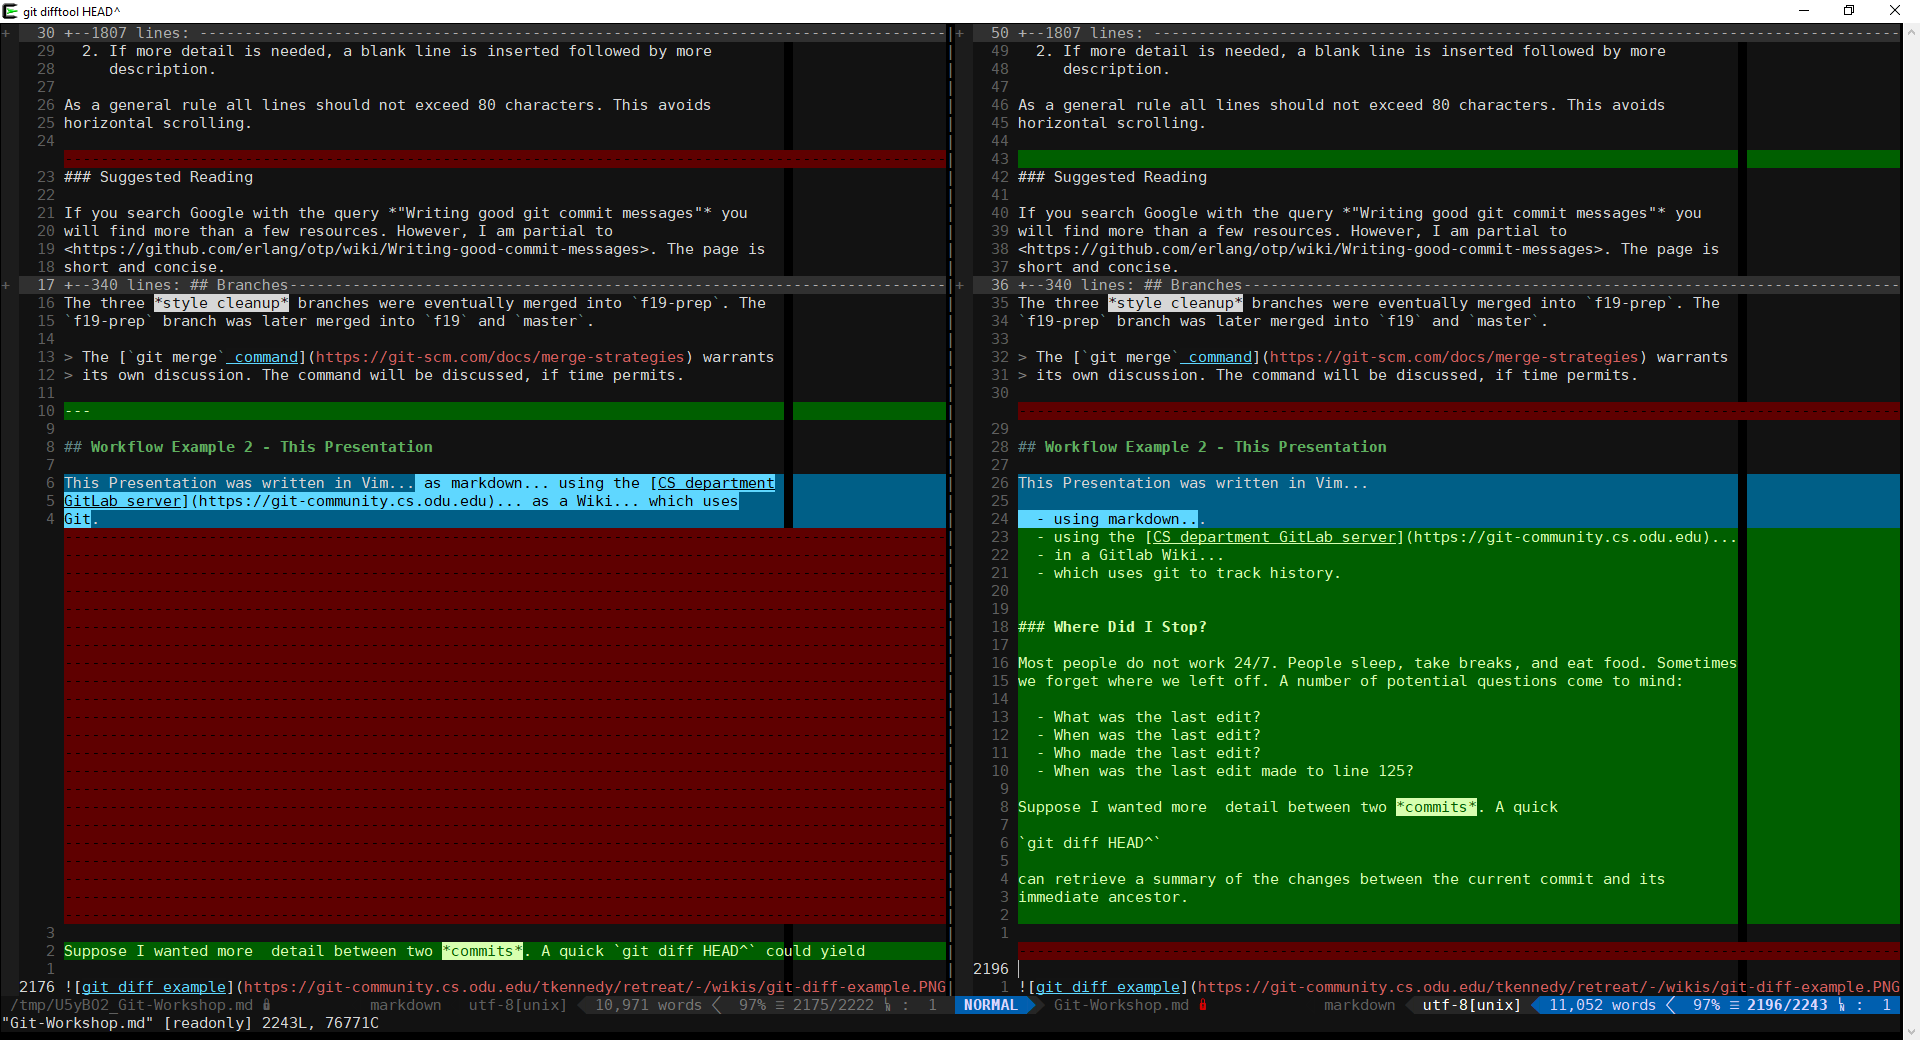 git difftool HEAD^
+ 30 +--1807 lines: ------------------------------------------------------------------------------------
29 2. If more detail is needed, a blank line is inserted followed by more
28 description.
27
26 As a general rule all lines should not exceed 80 characters. This avoids
25 horizontal scrolling.
24
23 ### Suggested Reading
22
21 If you search Google with the query *"Writing good git commit messages"* you
20 will find more than a few resources. However, I am partial to
19 <https://github.com/erlang/otp/wiki/Writing-good-commit-messages>. The page is
18 short and concise.
+ 17 +--340 lines: ## Branches-------------------------------------------------------------------------
16 The three *style cleanup* branches were eventually merged into `f19-prep`. The
15 `f19-prep` branch was later merged into `f19` and `master`.
14
13 > The [`git merge` command](https://git-scm.com/docs/merge-strategies) warrants
12 > its own discussion. The command will be discussed, if time permits.
11
10 ---
9
8 ## Workflow Example 2 - This Presentation
7
6 This Presentation was written in Vim... as markdown... using the [CS department
5 GitLab server](https://git-community.cs.odu.edu)... as a Wiki... which uses
4 Git.
3
2 Suppose I wanted more  detail between two *commits*. A quick `git diff HEAD^` could yield
1
2176 ![git diff example](https://git-community.cs.odu.edu/tkennedy/retreat/-/wikis/git-diff-example.PNG
/tmp/U5yBO2_Git-Workshop.md markdown utf-8[unix] 10,971 words 97% ≡ 2175/2222 : 1
+ 50 +--1807 lines: ------------------------------------------------------------------------------------
49 2. If more detail is needed, a blank line is inserted followed by more
48 description.
47
46 As a general rule all lines should not exceed 80 characters. This avoids
45 horizontal scrolling.
44
43
42 ### Suggested Reading
41
40 If you search Google with the query *"Writing good git commit messages"* you
39 will find more than a few resources. However, I am partial to
38 <https://github.com/erlang/otp/wiki/Writing-good-commit-messages>. The page is
37 short and concise.
+ 36 +--340 lines: ## Branches-------------------------------------------------------------------------
35 The three *style cleanup* branches were eventually merged into `f19-prep`. The
34 `f19-prep` branch was later merged into `f19` and `master`.
33
32 > The [`git merge` command](https://git-scm.com/docs/merge-strategies) warrants
31 > its own discussion. The command will be discussed, if time permits.
30
29
28 ## Workflow Example 2 - This Presentation
27
26 This Presentation was written in Vim...
25
24 - using markdown...
23 - using the [CS department GitLab server](https://git-community.cs.odu.edu)...
22 - in a Gitlab Wiki...
21 - which uses git to track history.
20
19
18 ### Where Did I Stop?
17
16 Most people do not work 24/7. People sleep, take breaks, and eat food. Sometimes
15 we forget where we left off. A number of potential questions come to mind:
14
13 - What was the last edit?
12 - When was the last edit?
11 - Who made the last edit?
10 - When was the last edit made to line 125?
9
8 Suppose I wanted more  detail between two *commits*. A quick
7
6 `git diff HEAD^`
5
4 can retrieve a summary of the changes between the current commit and its
3 immediate ancestor.
2
1
2196
1 ![git diff example](https://git-community.cs.odu.edu/tkennedy/retreat/-/wikis/git-diff-example.PNG
NORMAL Git-Workshop.md markdown utf-8[unix] 11,052 words 97% ≡ 2196/2243 : 1
"Git-Workshop.md" [readonly] 2243L, 76771C